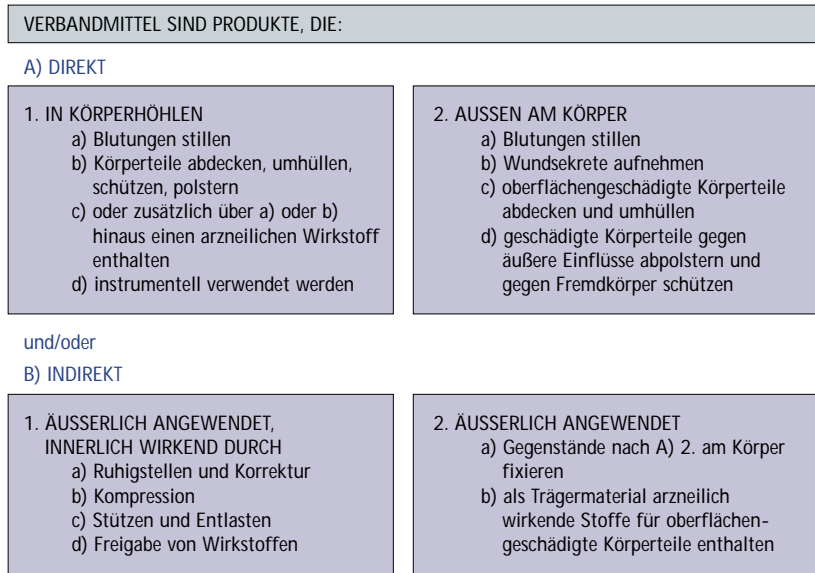 VERBANDMITTEL SIND PRODUKTE, DIE:
A) DIREKT
1. IN KÖRPERHÖHLEN
a) Blutungen stillen
b) Körperteile abdecken, umhüllen,
schützen, polstern
c) oder zusätzlich über a) oder b)
hinaus einen arzneilichen Wirkstoff
enthalten
d) instrumentell verwendet werden
2. AUSSEN AM KÖRPER
a) Blutungen stillen
b) Wundsekrete aufnehmen
c) oberflächengeschädigte Körperteile
abdecken und umhüllen
d) geschädigte Körperteile gegen
äußere Einflüsse abpolstern und
gegen Fremdkörper schützen
und/oder
B) INDIREKT
1. ÄUSSERLICH ANGEWENDET,
INNERLICH WIRKEND DURCH
a) Ruhigstellen und Korrektur
b) Kompression
c) Stützen und Entlasten
d) Freigabe von Wirkstoffen
2. ÄUSSERLICH ANGEWENDET
a) Gegenstände nach A) 2. am Körper
fixieren
b) als Trägermaterial arzneilich
wirkende Stoffe für oberflächen-
geschädigte Körperteile enthalten